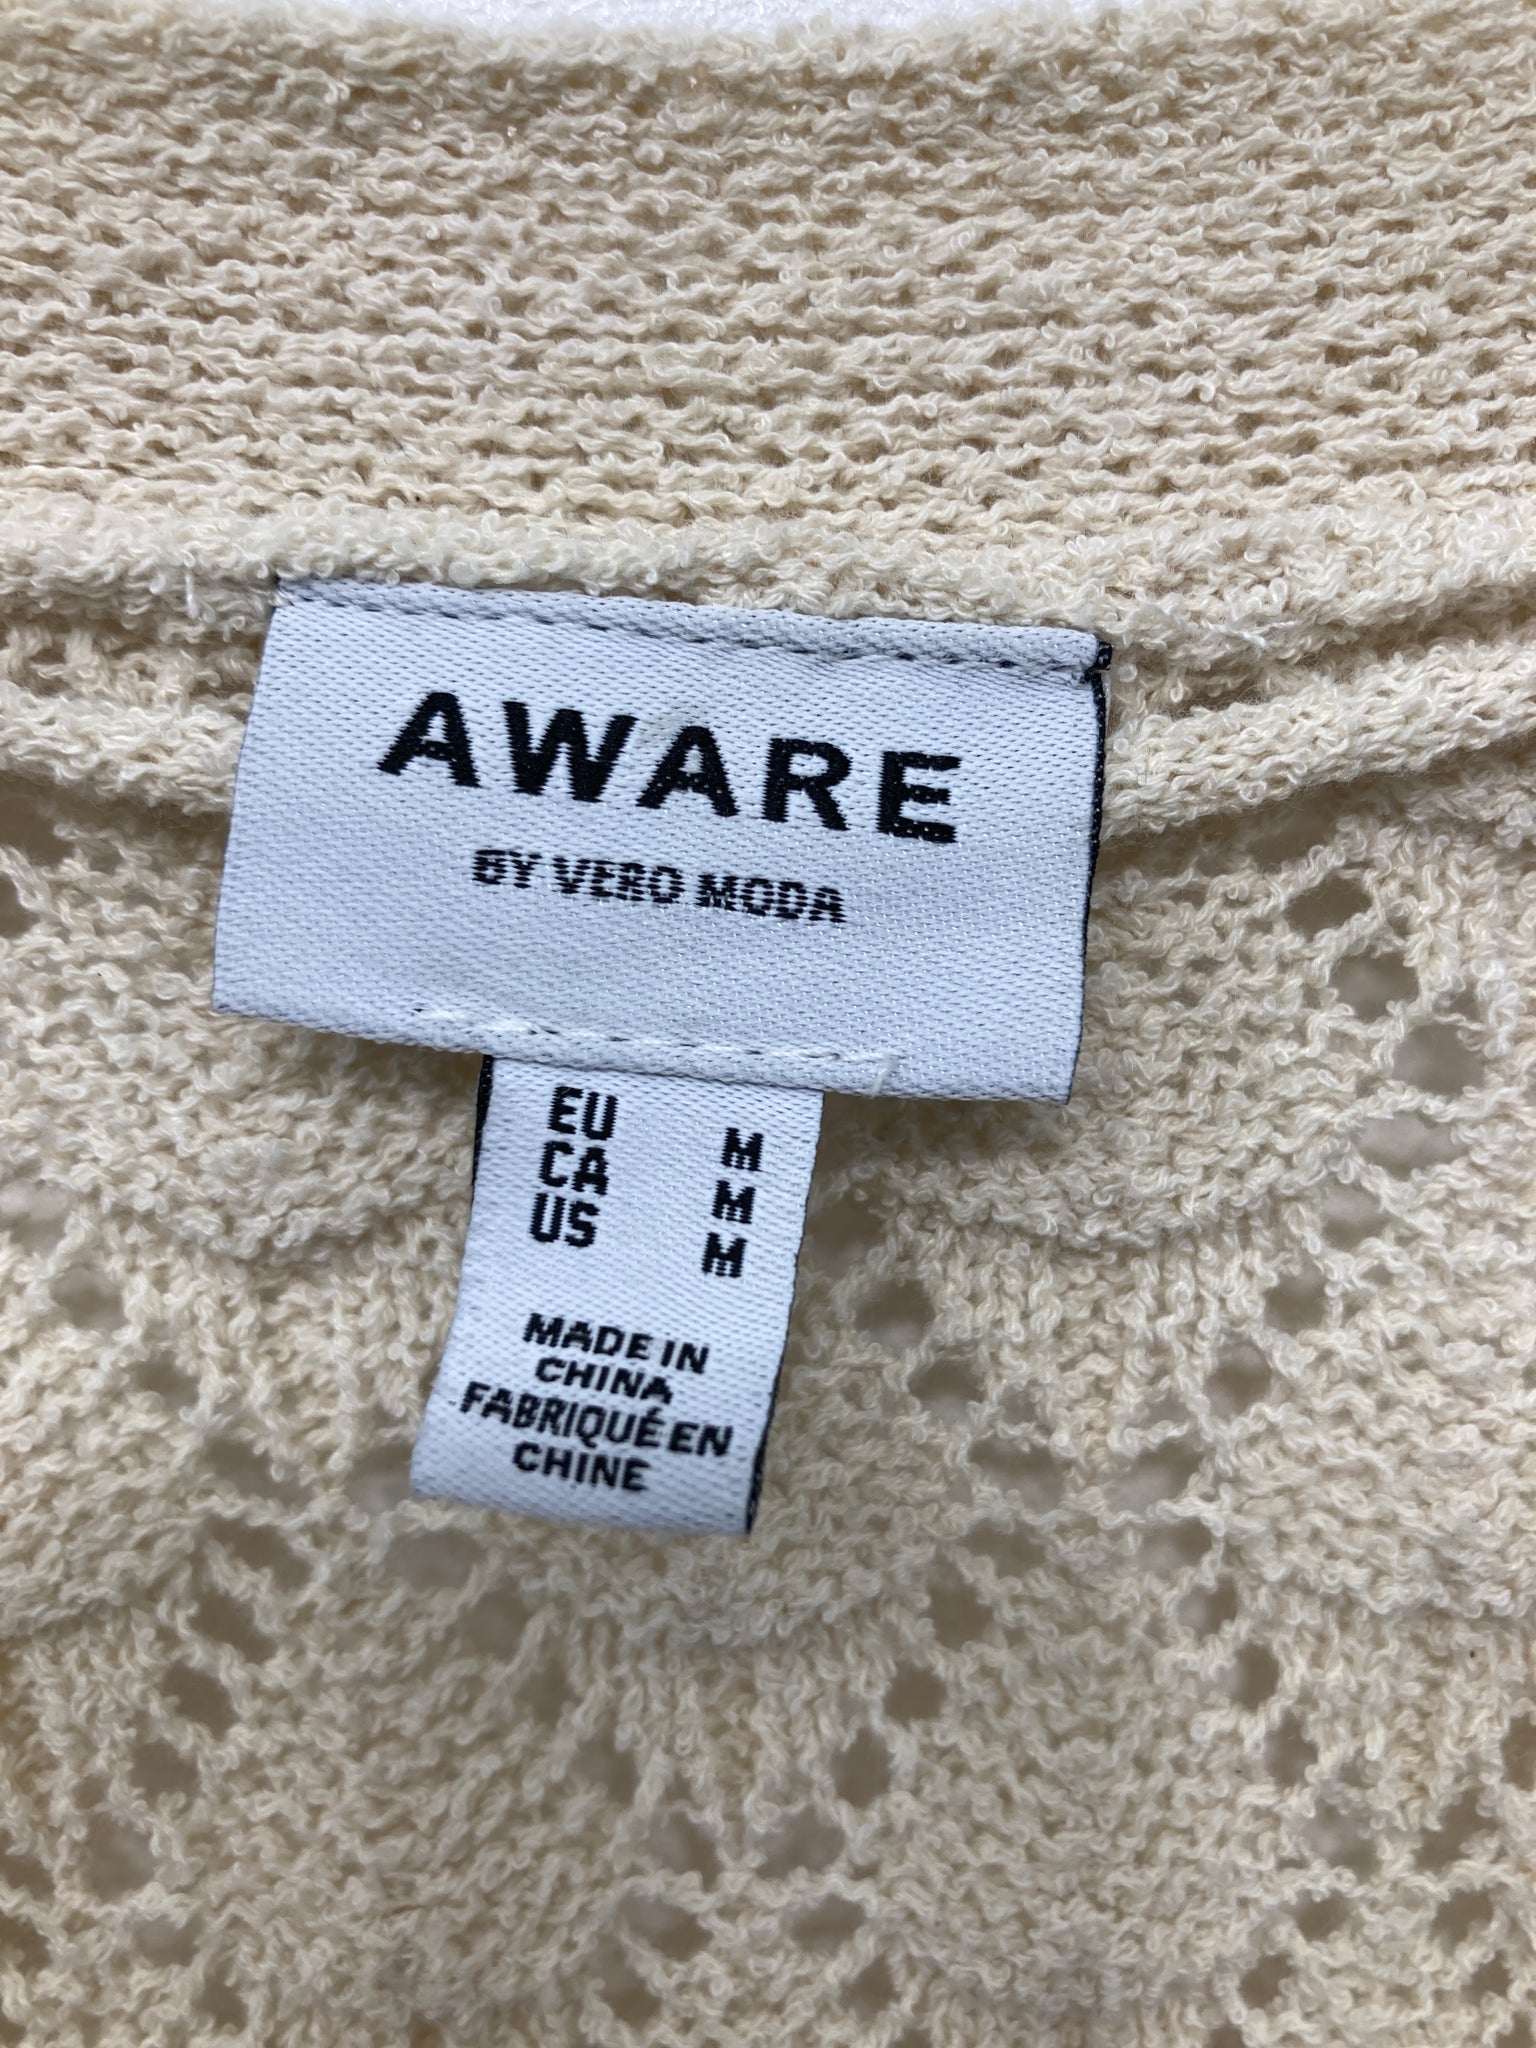 AWARE
BY VERO MODA
EU M
CA M
US M
MADE IN
CHINA
FABRIQUÉ EN
CHINE